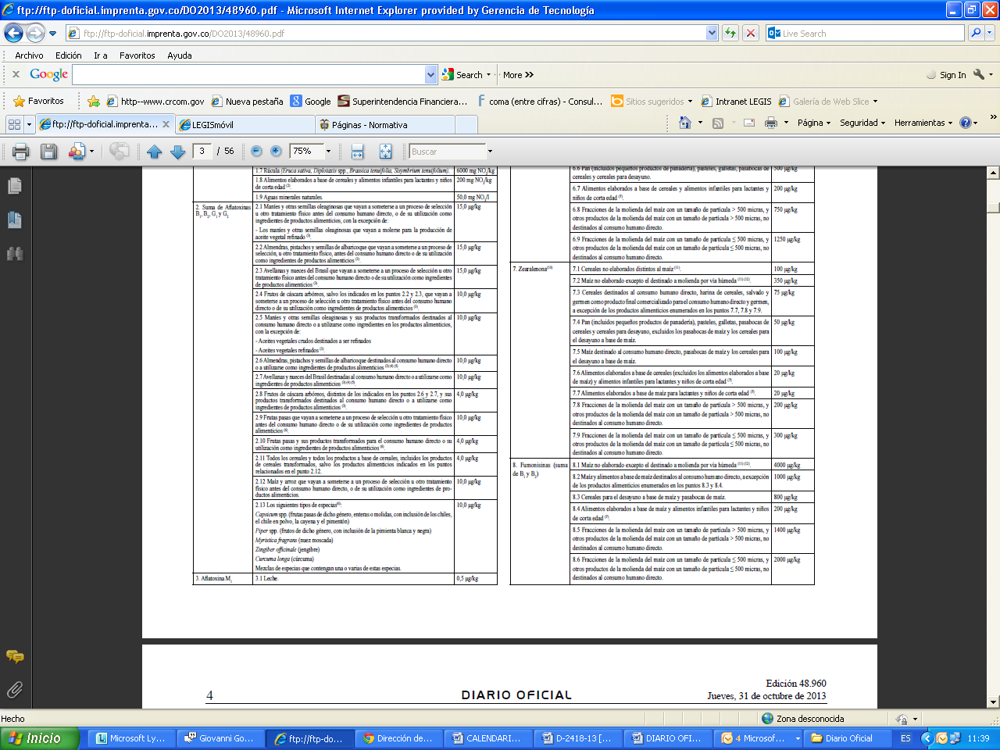 ftp://ftp-doficial.imprenta.gov.co/DO2013/48960.pdf - Microsoft Internet Explorer provided by Gerencia de Tecnología
ftp://ftp-doficial.imprenta.gov.co/DO2013/48960.pdf
Live Search
Archivo Edición Ir a Favoritos Ayuda
x Google Search More >> Sign In
Favoritos http--www.crcom.gov Nueva pestaña Google Superintendencia Financiera... coma (entre cifras) - Consul... Sitios sugeridos Intranet LEGIS Galería de Web Slice
ftp://ftp-doficial.imprenta... LEGISmóvil Páginas - Normativa Página Seguridad Herramientas
3 / 56 75% Buscar
1.7 Rúcula (Eruca sativa, Diplotaxis spp., Brassica tenuifolia, Sisymbrium tenuifolium). 6000 mg NO3/kg
1.8 Alimentos elaborados a base de cereales y alimentos infantiles para lactantes y niños 200 mg NO3/kg
de corta edad (2).
1.9 Aguas minerales naturales. 50,0 mg NO3/l
2. Suma de Aflatoxinas
B1, B2, G1 y G2
2.1 Maníes y otras semillas oleaginosas que vayan a someterse a un proceso de selección 15,0 µg/kg
u otro tratamiento físico antes del consumo humano directo, o de su utilización como
ingredientes de productos alimenticios, con la excepción de:
- Los maníes y otras semillas oleaginosas que vayan a molerse para la producción de
aceite vegetal refinado (3).
2.2 Almendras, pistachos y semillas de albaricoque que vayan a someterse a un proceso de 15,0 µg/kg
selección, u otro tratamiento físico, antes del consumo humano directo o de su utilización
como ingredientes de productos alimenticios (3).
2.3 Avellanas y nueces del Brasil que vayan a someterse a un proceso de selección u otro 15,0 µg/kg
tratamiento físico antes del consumo humano directo o de su utilización como ingredientes
de productos alimenticios (3).
2.4 Frutos de cáscara arbóreos, salvo los indicados en los puntos 2.2 y 2.3, que vayan a 10,0 µg/kg
someterse a un proceso de selección u otro tratamiento físico antes del consumo humano
directo o de su utilización como ingredientes de productos alimenticios (3).
2.5 Maníes y otras semillas oleaginosas y sus productos transformados destinados al 10,0 µg/kg
consumo humano directo o a utilizarse como ingredientes en los productos alimenticios,
con la excepción de:
- Aceites vegetales crudos destinados a ser refinados
- Aceites vegetales refinados (3).
2.6 Almendras, pistachos y semillas de albaricoque destinados al consumo humano directo 10,0 µg/kg
o a utilizarse como ingredientes de productos alimenticios (3) (4) (5).
2.7 Avellanas y nueces del Brasil destinadas al consumo humano directo o a utilizarse como 10,0 µg/kg
ingredientes de productos alimenticios (3) (4) (5).
2.8 Frutos de cáscara arbóreos, distintos de los indicados en los puntos 2.6 y 2.7, y sus 4,0 µg/kg
productos transformados destinados al consumo humano directo o a utilizarse como
ingredientes de productos alimenticios (3).
2.9 Frutas pasas que vayan a someterse a un proceso de selección u otro tratamiento físico 10,0 µg/kg
antes del consumo humano directo o de su utilización como ingredientes de productos
alimenticios (6).
2.10 Frutas pasas y sus productos transformados para el consumo humano directo o su 4,0 µg/kg
utilización como ingredientes de productos alimenticios (6).
2.11 Todos los cereales y todos los productos a base de cereales, incluidos los productos 4,0 µg/kg
de cereales transformados, salvo los productos alimenticios indicados en los puntos
relacionados en el punto 2.12.
2.12 Maíz y arroz que vayan a someterse a un proceso de selección u otro tratamiento 10,0 µg/kg
físico antes del consumo humano directo, o de su utilización como ingredientes de pro-
ductos alimenticios.
2.13 Los siguientes tipos de especias(6): 10,0 µg/kg
Capsicum spp. (frutas pasas de dicho género, enteras o molidas, con inclusión de los chiles,
el chile en polvo, la cayena y el pimentón)
Piper spp. (frutos de dicho género, con inclusión de la pimienta blanca y negra)
Myristica fragrans (nuez moscada)
Zingiber officinale (jengibre)
Curcuma longa (cúrcuma)
Mezclas de especias que contengan una o varias de estas especias.
3. Aflatoxina M1 3.1 Leche. 0,5 µg/kg
6.6 Pan (incluidos pequeños productos de panadería), pasteles, galletas, pasabocas de 500 µg/kg
cereales y cereales para desayuno.
6.7 Alimentos elaborados a base de cereales y alimentos infantiles para lactantes y 200 µg/kg
niños de corta edad (7).
6.8 Fracciones de la molienda del maíz con un tamaño de partícula > 500 micras, y 750 µg/kg
otros productos de la molienda del maíz con un tamaño de partícula > 500 micras, no
destinados al consumo humano directo.
6.9 Fracciones de la molienda del maíz con un tamaño de partícula ≤ 500 micras, y 1250 µg/kg
otros productos de la molienda del maíz con un tamaño de partícula ≤ 500 micras, no
destinados al consumo humano directo.
7. Zearalenona(10) 7.1 Cereales no elaborados distintos al maíz (11). 100 µg/kg
7.2 Maíz no elaborado excepto el destinado a molienda por vía húmeda (11) (12). 350 µg/kg
7.3 Cereales destinados al consumo humano directo, harina de cereales, salvado y 75 µg/kg
germen como producto final comercializado para el consumo humano directo y germen,
a excepción de los productos alimenticios enumerados en los puntos 7.7, 7.8 y 7.9.
7.4 Pan (incluidos pequeños productos de panadería), pasteles, galletas, pasabocas de 50 µg/kg
cereales y cereales para desayuno, excluidos los pasabocas de maíz y los cereales para
el desayuno a base de maíz.
7.5 Maíz destinado al consumo humano directo, pasabocas de maíz y los cereales para 100 µg/kg
el desayuno a base de maíz.
7.6 Alimentos elaborados a base de cereales (excluidos los alimentos elaborados a base 20 µg/kg
de maíz) y alimentos infantiles para lactantes y niños de corta edad (7).
7.7 Alimentos elaborados a base de maíz para lactantes y niños de corta edad (7). 20 µg/kg
7.8 Fracciones de la molienda del maíz con un tamaño de partícula > 500 micras, y 200 µg/kg
otros productos de la molienda del maíz con un tamaño de partícula > 500 micras, no
destinados al consumo humano directo.
7.9 Fracciones de la molienda del maíz con un tamaño de partícula ≤ 500 micras, y 300 µg/kg
otros productos de la molienda del maíz con un tamaño de partícula ≤ 500 micras, no
destinados al consumo humano directo.
8. Fumonisinas (suma
de B1 y B2)
8.1 Maíz no elaborado excepto el destinado a molienda por vía húmeda (11) (12). 4000 µg/kg
8.2 Maíz y alimentos a base de maíz destinados al consumo humano directo, a excepción 1000 µg/kg
de los productos alimenticios enumerados en los puntos 8.3 y 8.4.
8.3 Cereales para el desayuno a base de maíz y pasabocas de maíz. 800 µg/kg
8.4 Alimentos elaborados a base de maíz y alimentos infantiles para lactantes y niños 200 µg/kg
de corta edad (7).
8.5 Fracciones de la molienda del maíz con un tamaño de partícula > 500 micras, y 1400 µg/kg
otros productos de la molienda del maíz con un tamaño de partícula > 500 micras, no
destinados al consumo humano directo.
8.6 Fracciones de la molienda del maíz con un tamaño de partícula ≤ 500 micras, y 2000 µg/kg
otros productos de la molienda del maíz con un tamaño de partícula ≤ 500 micras, no
destinados al consumo humano directo.
Edición 48.960
4 DIARIO OFICIAL Jueves, 31 de octubre de 2013
Hecho Zona desconocida
Inicio Microsoft Ly... Giovanni Go... ftp://ftp-do... Dirección de... CALENDARI... D-2418-13 [... DIARIO OFI... 4 Microsof... Diario Oficial ES 11:39